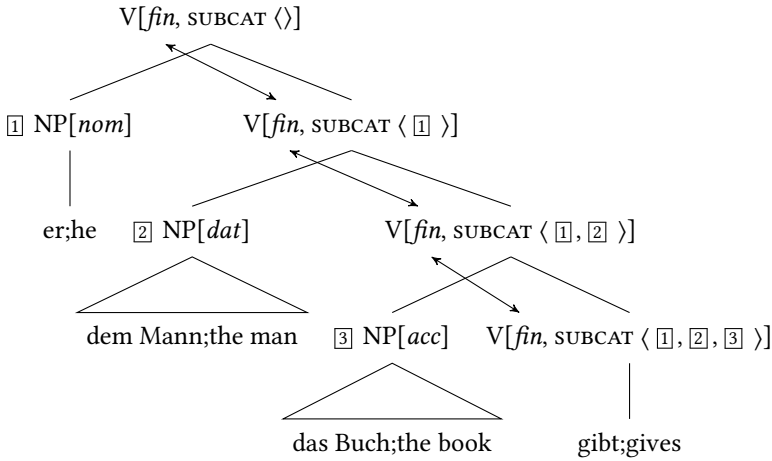 V[fin, SUBCAT ⟨⟩]
1 NP[nom] V[fin, SUBCAT ⟨ 1 ⟩]
er;he 2 NP[dat] V[fin, SUBCAT ⟨ 1 , 2 ⟩]
dem Mann;the man 3 NP[acc] V[fin, SUBCAT ⟨ 1 , 2 , 3 ⟩]
das Buch;the book gibt;gives